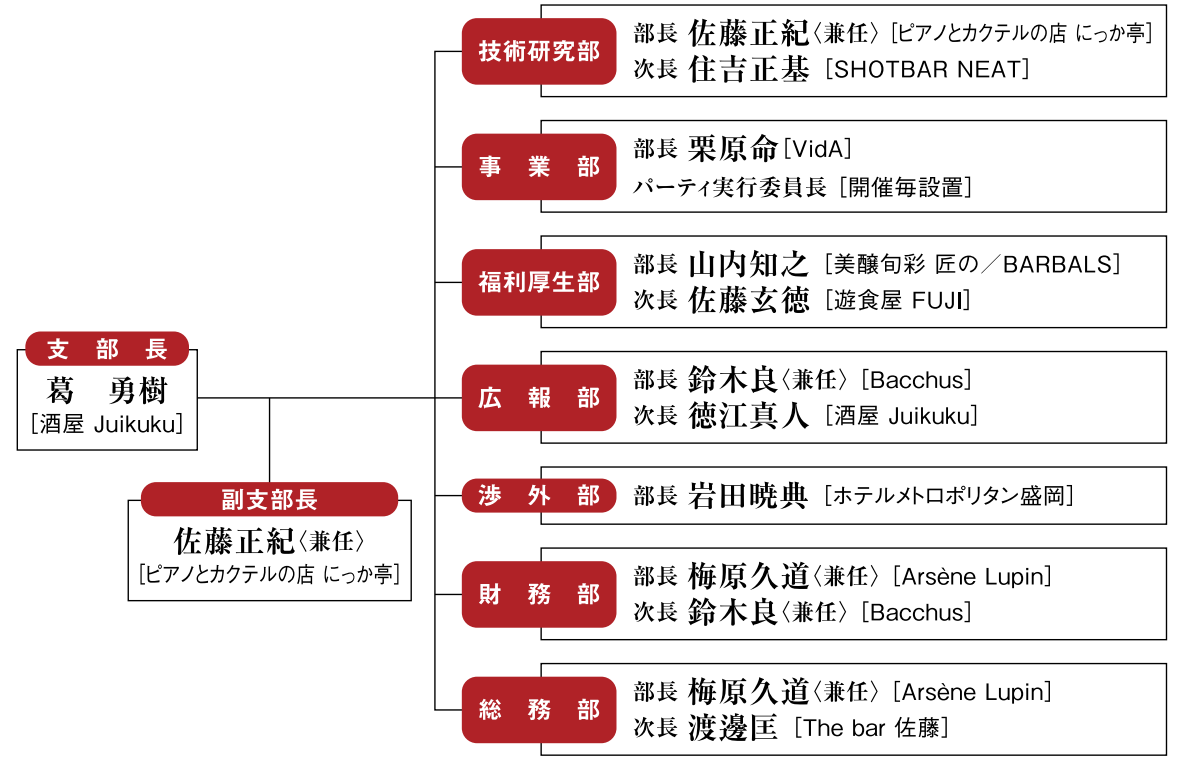 支部長
葛　勇樹
［酒屋 Juikuku］
副支部長
佐藤正紀〈兼任〉
［ピアノとカクテルの店 にっか亭］
技術研究部
部長 佐藤正紀〈兼任〉［ピアノとカクテルの店 にっか亭］
次長 住吉正基 ［SHOTBAR NEAT］
事業部
部長 栗原命［VidA］
パーティ実行委員長 ［開催毎設置］
福利厚生部
部長 山内知之 ［美醸旬彩 匠の／BARBALS］
次長 佐藤玄徳 ［遊食屋 FUJI］
広報部
部長 鈴木良〈兼任〉［Bacchus］
次長 徳江真人 ［酒屋 Juikuku］
渉外部
部長 岩田暁典 ［ホテルメトロポリタン盛岡］
財務部
部長 梅原久道〈兼任〉［Arsène Lupin］
次長 鈴木良〈兼任〉［Bacchus］
総務部
部長 梅原久道〈兼任〉［Arsène Lupin］
次長 渡邊匡 ［The bar 佐藤］